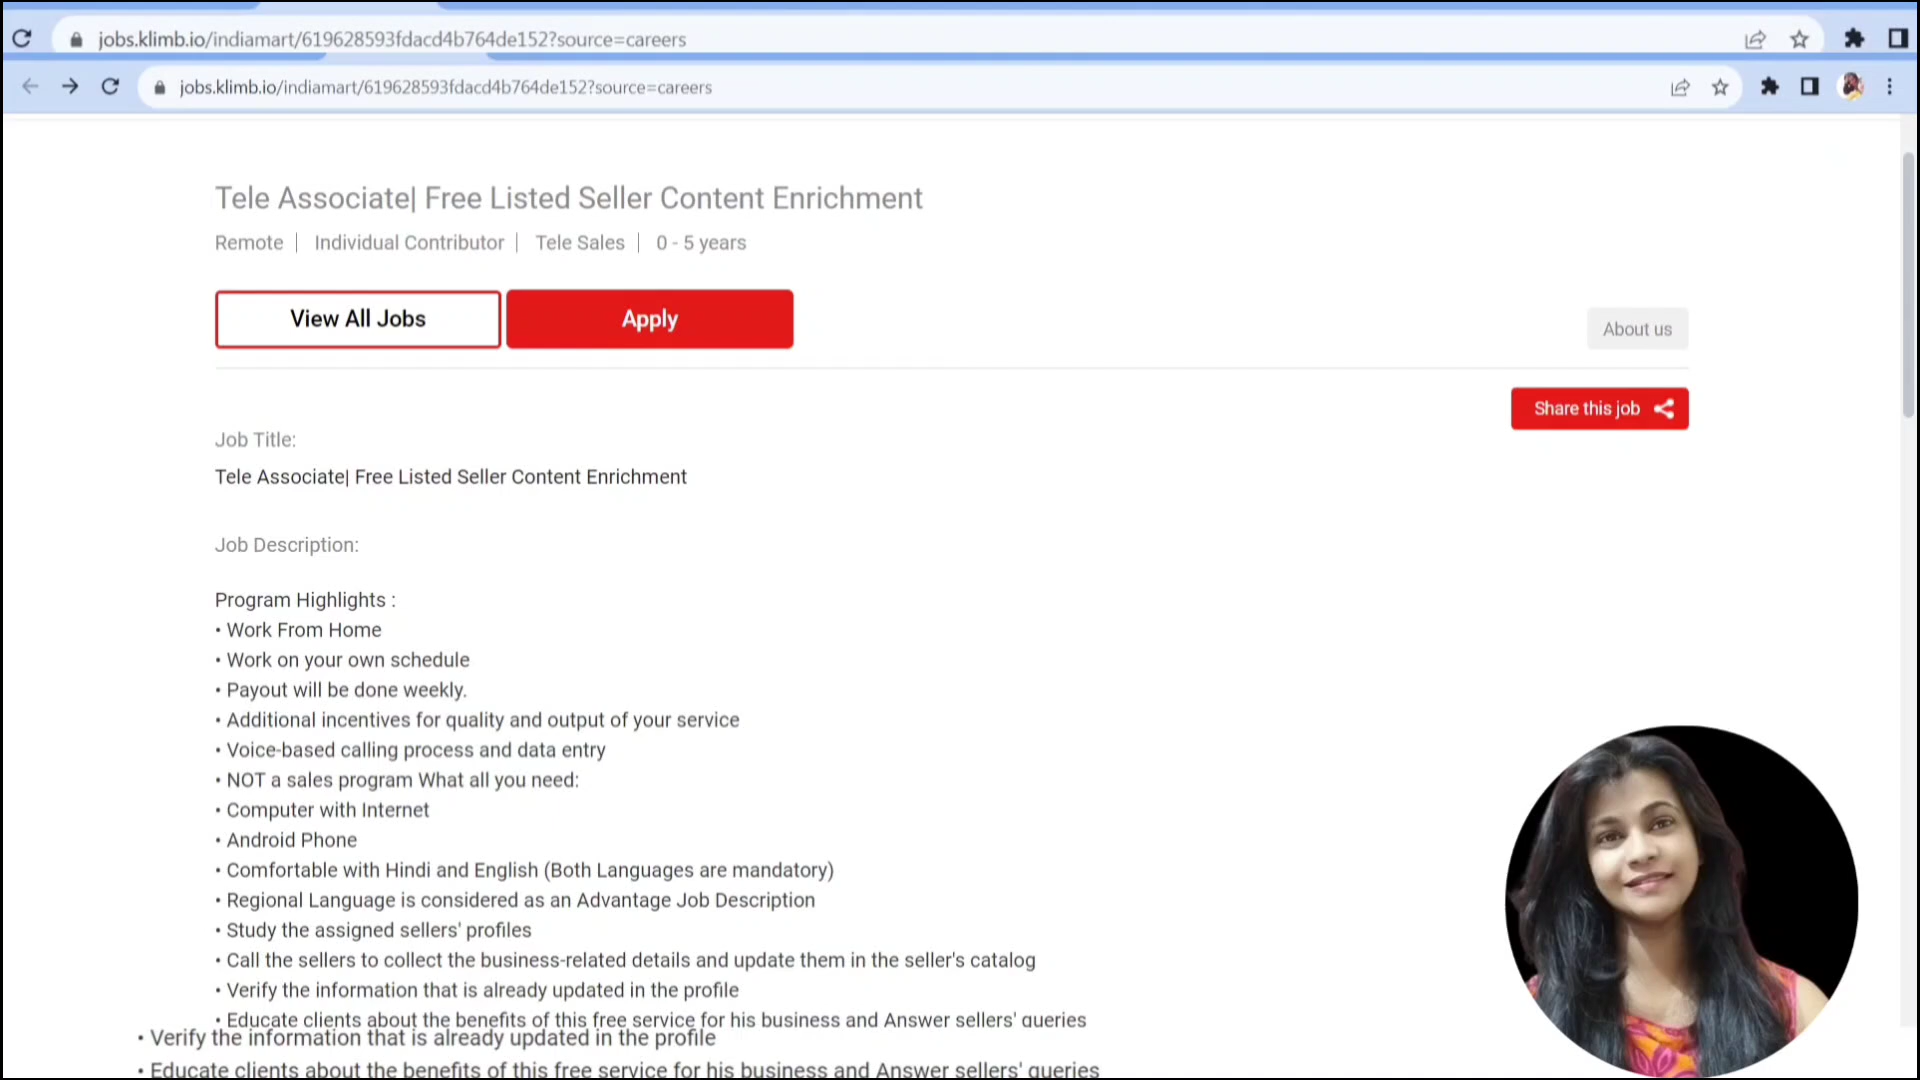 jobs.klimb.io/indiamart/619628593fdacd4b764de152?source=careers
jobs.klimb.io/indiamart/619628593fdacd4b764de152?source=careers
Tele Associate| Free Listed Seller Content Enrichment
Remote | Individual Contributor | Tele Sales | 0 - 5 years
View All Jobs
Apply
About us
Share this job
Job Title:
Tele Associate| Free Listed Seller Content Enrichment
Job Description:
Program Highlights :
• Work From Home
• Work on your own schedule
• Payout will be done weekly.
• Additional incentives for quality and output of your service
• Voice-based calling process and data entry
• NOT a sales program What all you need:
• Computer with Internet
• Android Phone
• Comfortable with Hindi and English (Both Languages are mandatory)
• Regional Language is considered as an Advantage Job Description
• Study the assigned sellers' profiles
• Call the sellers to collect the business-related details and update them in the seller's catalog
• Verify the information that is already updated in the profile
• Educate clients about the benefits of this free service for his business and Answer sellers' queries
• Verify the information that is already updated in the profile
• Educate clients about the benefits of this free service for his business and Answer sellers' queries